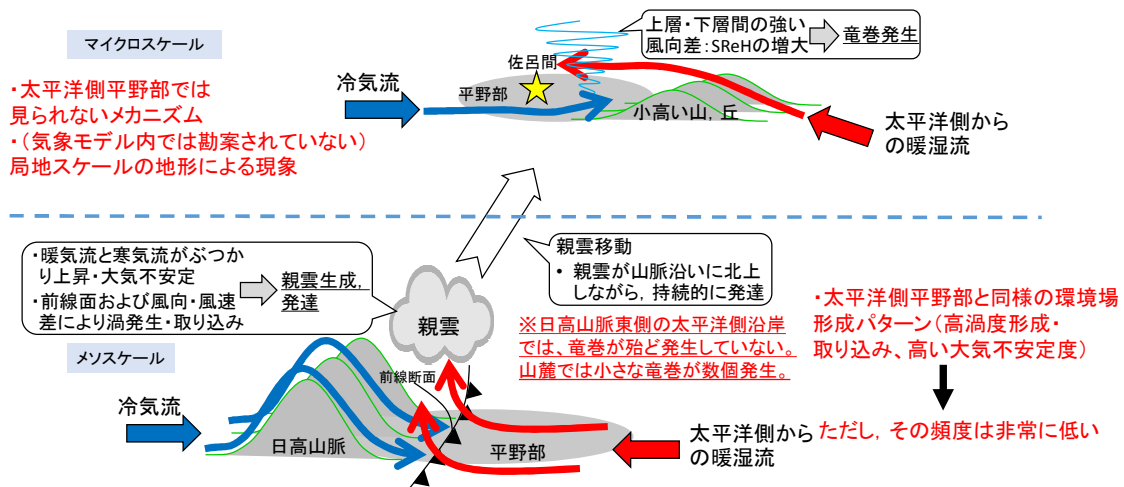 マイクロスケール
・太平洋側平野部では
見られないメカニズム
・（気象モデル内では勘案されていない）
局地スケールの地形による現象
上層・下層間の強い
風向差：SReHの増大
竜巻発生
佐呂間
冷気流
平野部
小高い山，丘
太平洋側から
の暖湿流
・暖気流と寒気流がぶつか
り上昇・大気不安定
・前線面および風向・風速
差により渦発生・取り込み
親雲生成，
発達
親雲
親雲移動
• 親雲が山脈沿いに北上
しながら，持続的に発達
※日高山脈東側の太平洋側沿岸
では、竜巻が殆ど発生していない。
山麓では小さな竜巻が数個発生。
・太平洋側平野部と同様の環境場
形成パターン（高渦度形成・
取り込み、高い大気不安定度）
ただし，その頻度は非常に低い
メソスケール
前線断面
冷気流
日高山脈
平野部
太平洋側から
の暖湿流